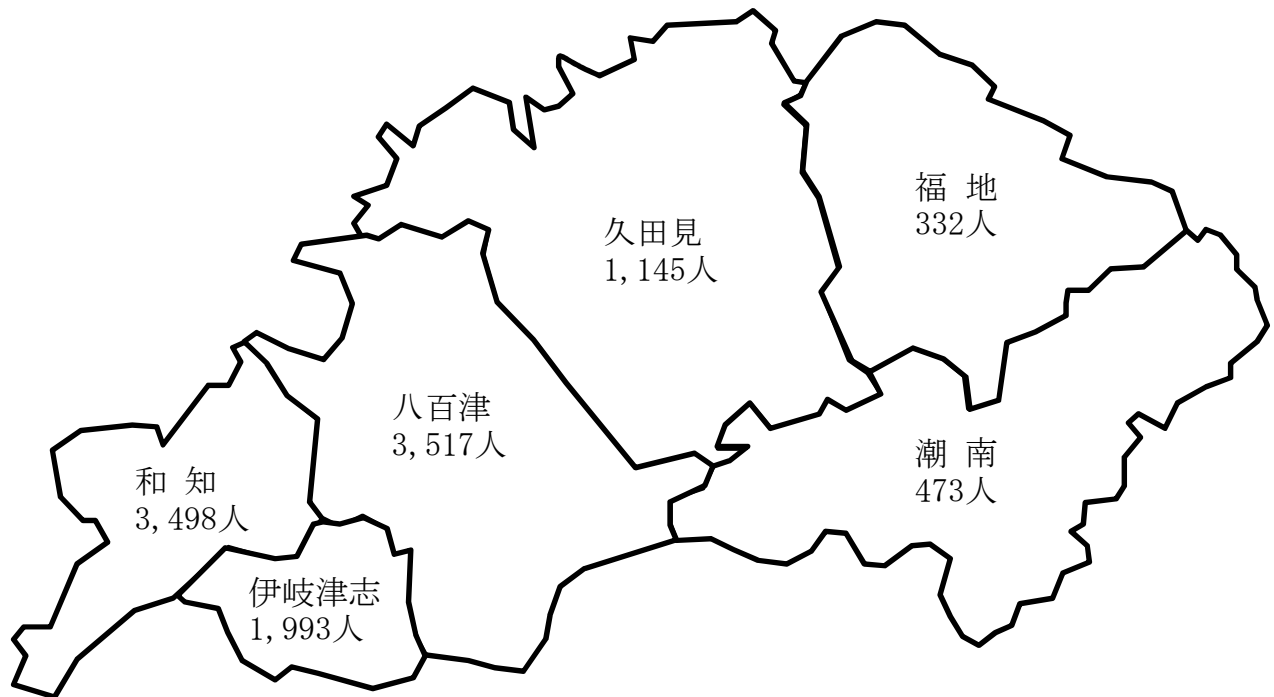 福 地
332人
久田見
1,145人
八百津
3,517人
潮 南
473人
和 知
3,498人
伊岐津志
1,993人